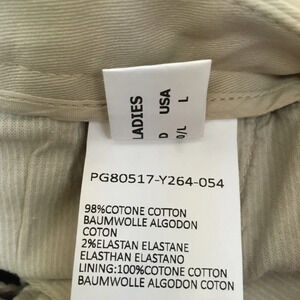 LADIES
D USA
0/L L
PG80517-Y264-054
98%COTONE COTTON
BAUMWOLLE ALGODON
COTON
2%ELASTAN ELASTANE
ELASTHAN ELASTANO
LINING:100%COTONE COTTON
BAUMWOLLE ALGODON COTON